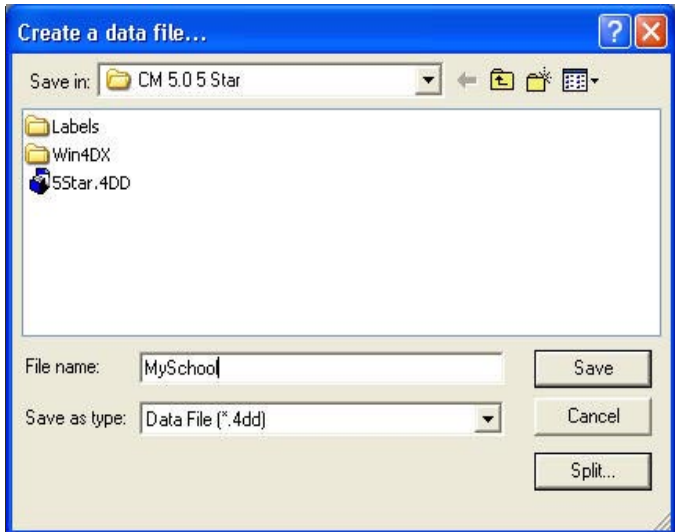 Create a data file...
Save in: CM 5.0 5 Star
Labels
Win4DX
5Star.4DD
File name: MySchool Save
Save as type: Data File (*.4dd) Cancel
Split...